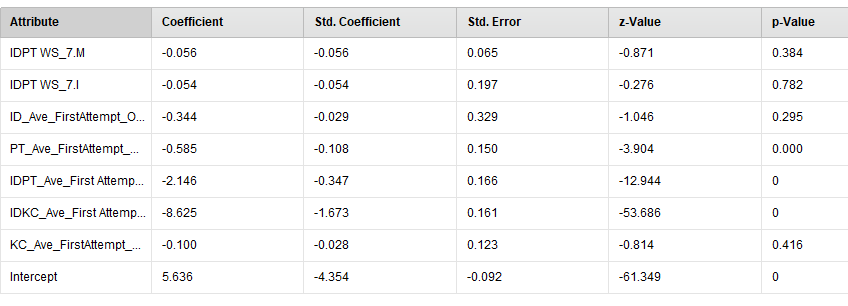 Attribute Coefficient Std. Coefficient Std. Error z-Value p-Value
IDPT WS_7.M -0.056 -0.056 0.065 -0.871 0.384
IDPT WS_7.I -0.054 -0.054 0.197 -0.276 0.782
ID_Ave_FirstAttempt_O... -0.344 -0.029 0.329 -1.046 0.295
PT_Ave_FirstAttempt_... -0.585 -0.108 0.150 -3.904 0.000
IDPT_Ave_First Attemp... -2.146 -0.347 0.166 -12.944 0
IDKC_Ave_First Attemp... -8.625 -1.673 0.161 -53.686 0
KC_Ave_FirstAttempt_... -0.100 -0.028 0.123 -0.814 0.416
Intercept 5.636 -4.354 -0.092 -61.349 0